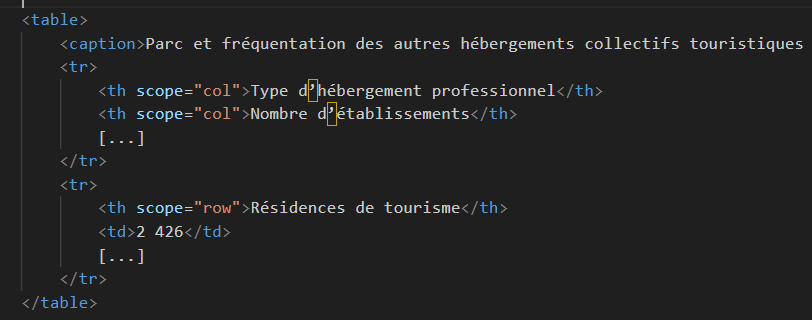 <table>
<caption>Parc et fréquentation des autres hébergements collectifs touristiques
<tr>
<th scope="col">Type d’hébergement professionnel</th>
<th scope="col">Nombre d’établissements</th>
[...]
</tr>
<tr>
<th scope="row">Résidences de tourisme</th>
<td>2 426</td>
[...]
</tr>
</table>